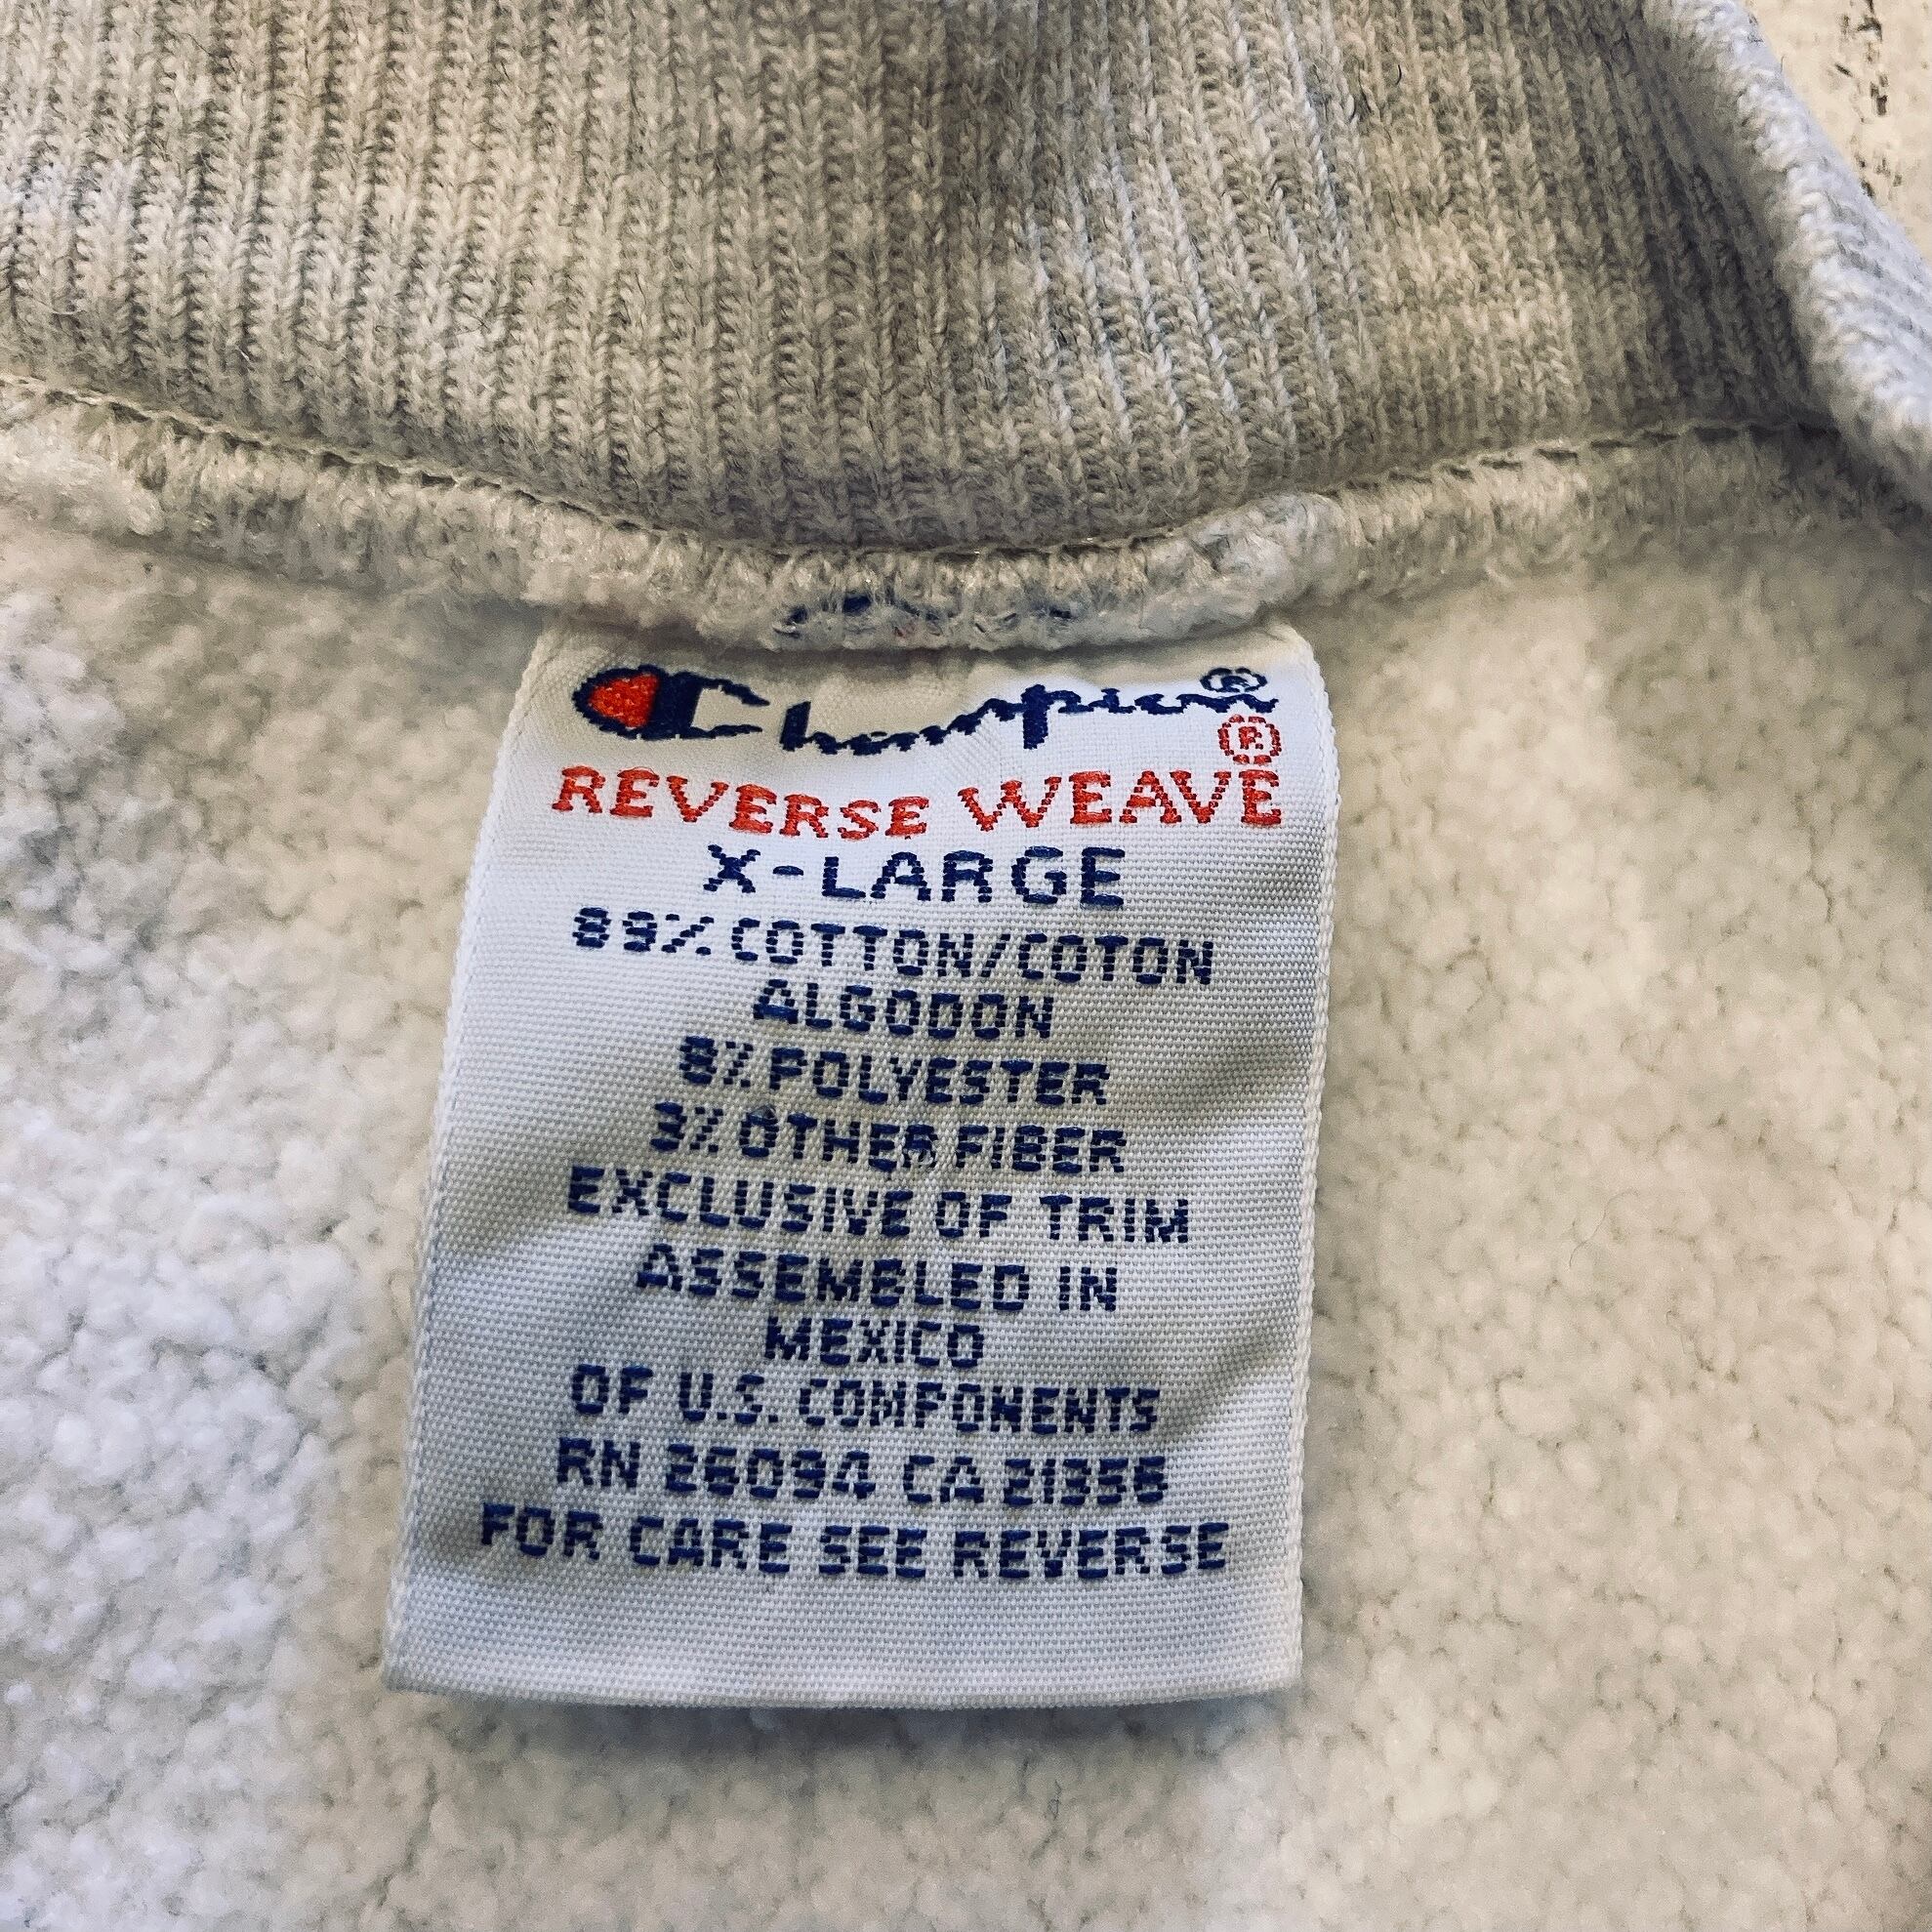 Champion®
®
REVERSE WEAVE
X-LARGE
89% COTTON/COTON
ALGODON
8% POLYESTER
3% OTHER FIBER
EXCLUSIVE OF TRIM
ASSEMBLED IN
MEXICO
OF U.S. COMPONENTS
RN 26094 CA 21356
FOR CARE SEE REVERSE